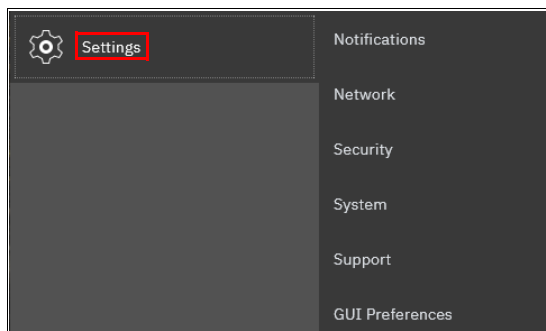 Settings
Notifications
Network
Security
System
Support
GUI Preferences